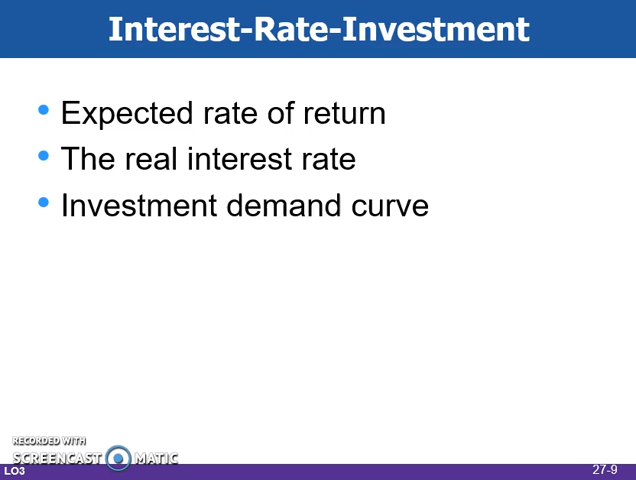 Interest-Rate-Investment
• Expected rate of return
• The real interest rate
• Investment demand curve
RECORDED WITH
SCREENCAST MATIC
LO3
27-9